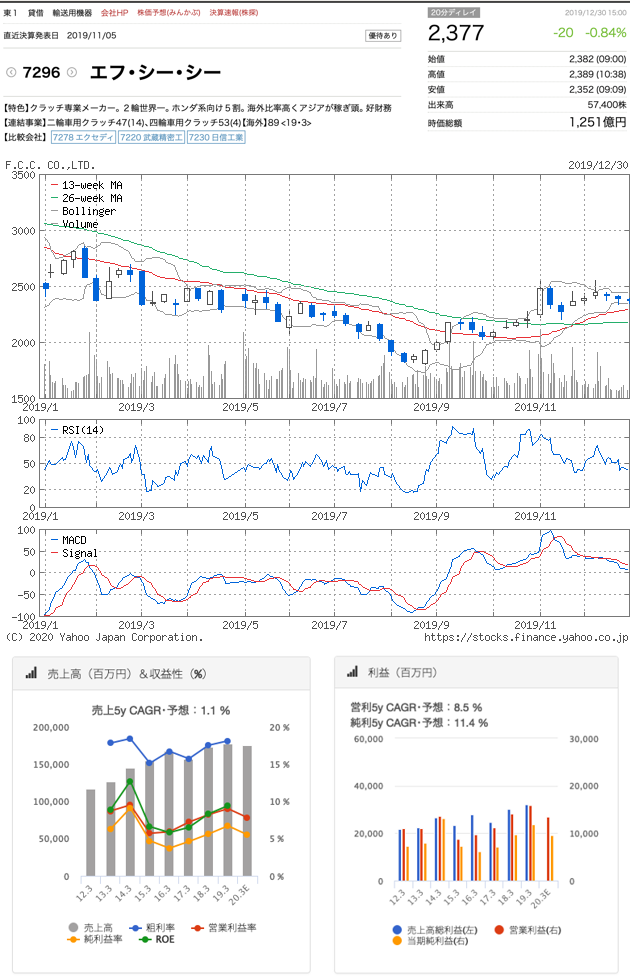 東1 貸借 輸送用機器 会社HP 株価予想(みんかぶ) 決算速報(株探)
直近決算発表日 2019/11/05
優待あり
7296
エフ・シー・シー
20分ディレイ
2019/12/30 15:00
2,377
-20 -0.84%
始値 2,382 (09:00)
高値 2,389 (10:38)
安値 2,352 (09:09)
出来高 57,400株
時価総額 1,251億円
【特色】クラッチ専業メーカー。2輪世界一。ホンダ系向け5割。海外比率高くアジアが稼ぎ頭。好財務
【連結事業】二輪車用クラッチ47(14)、四輪車用クラッチ53(4)【海外】89 <19・3>
【比較会社】 7278 エクセディ 7220 武蔵精密工 7230 日信工業
F.C.C. CO.,LTD.
2019/12/30
3500
3000
2500
2000
1500
13-week MA
26-week MA
Bollinger
Volume
2019/1 2019/3 2019/5 2019/7 2019/9 2019/11
100
80
50
20
0
RSI(14)
2019/1 2019/3 2019/5 2019/7 2019/9 2019/11
100
50
0
-50
-100
MACD
Signal
2019/1 2019/3 2019/5 2019/7 2019/9 2019/11
(C) 2020 Yahoo Japan Corporation.
https://stocks.finance.yahoo.co.jp
売上高（百万円）＆収益性（%）
売上5y CAGR・予想：1.1 %
200,000
150,000
100,000
50,000
0
20 %
15 %
10 %
5 %
0 %
12.3 13.3 14.3 15.3 16.3 17.3 18.3 19.3 20.3E
売上高 粗利率 営業利益率
純利益率 ROE
利益（百万円）
営利5y CAGR・予想：8.5 %
純利5y CAGR・予想：11.4 %
60,000
40,000
20,000
0
30,000
20,000
10,000
0
12.3 13.3 14.3 15.3 16.3 17.3 18.3 19.3 20.3E
売上高総利益(左) 営業利益(右)
当期純利益(右)